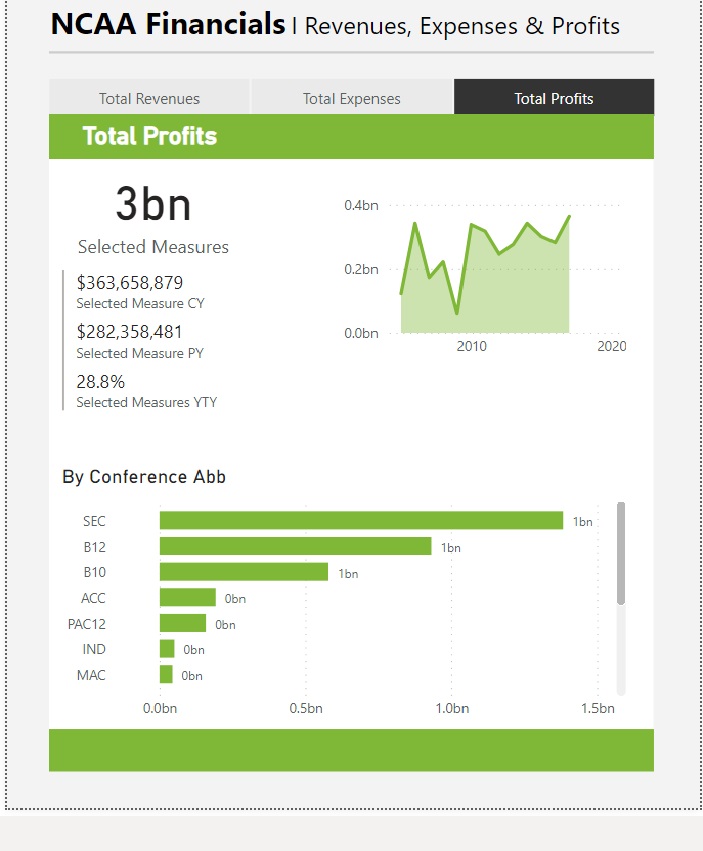 NCAA Financials | Revenues, Expenses & Profits
Total Revenues
Total Expenses
Total Profits
Total Profits
3bn
Selected Measures
$363,658,879
Selected Measure CY
$282,358,481
Selected Measure PY
28.8%
Selected Measures YTY
0.4bn
0.2bn
0.0bn
2010
2020
By Conference Abb
SEC
1bn
B12
1bn
B10
1bn
ACC
0bn
PAC12
0bn
IND
0bn
MAC
0bn
0.0bn
0.5bn
1.0bn
1.5bn